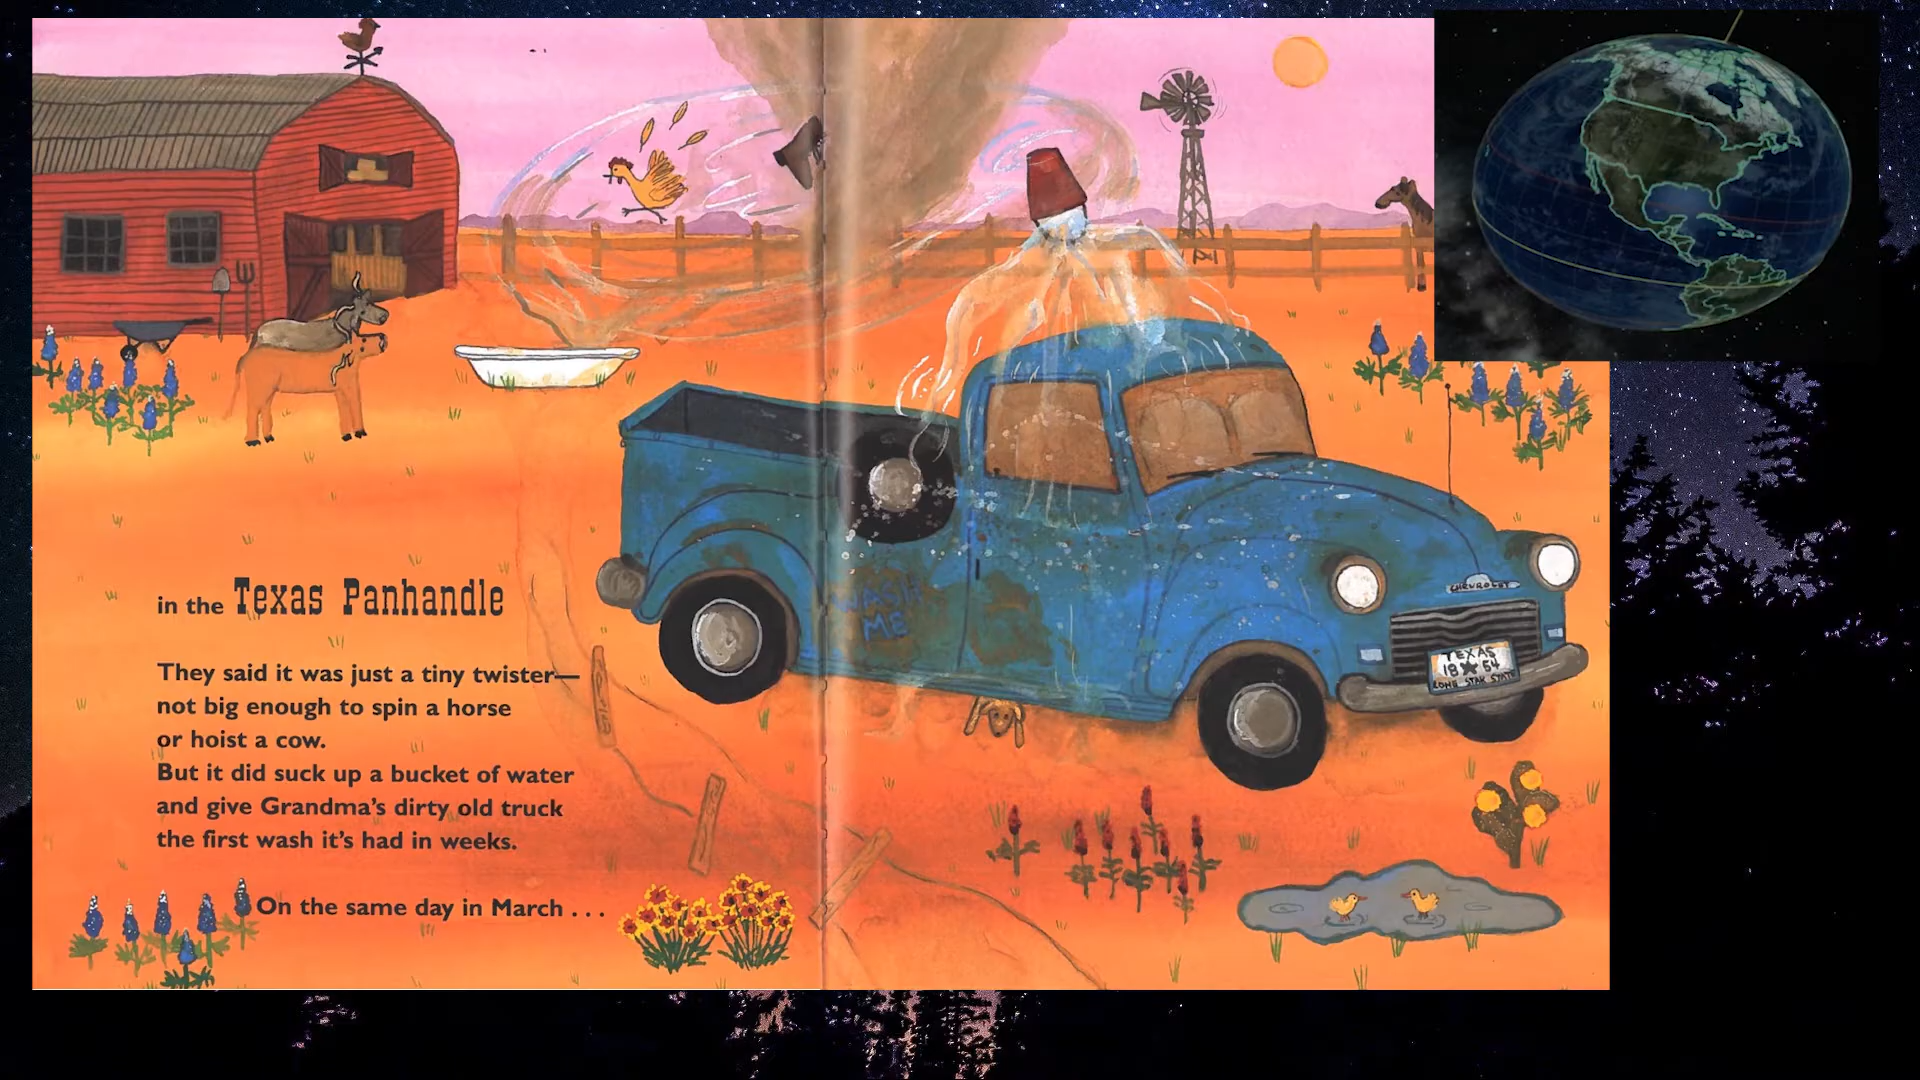 in the Texas Panhandle
They said it was just a tiny twister—
not big enough to spin a horse
or hoist a cow.
But it did suck up a bucket of water
and give Grandma's dirty old truck
the first wash it's had in weeks.
On the same day in March . . .
WASH
ME
CHEVROLET
TEXAS
18 54
LONE STAR STATE